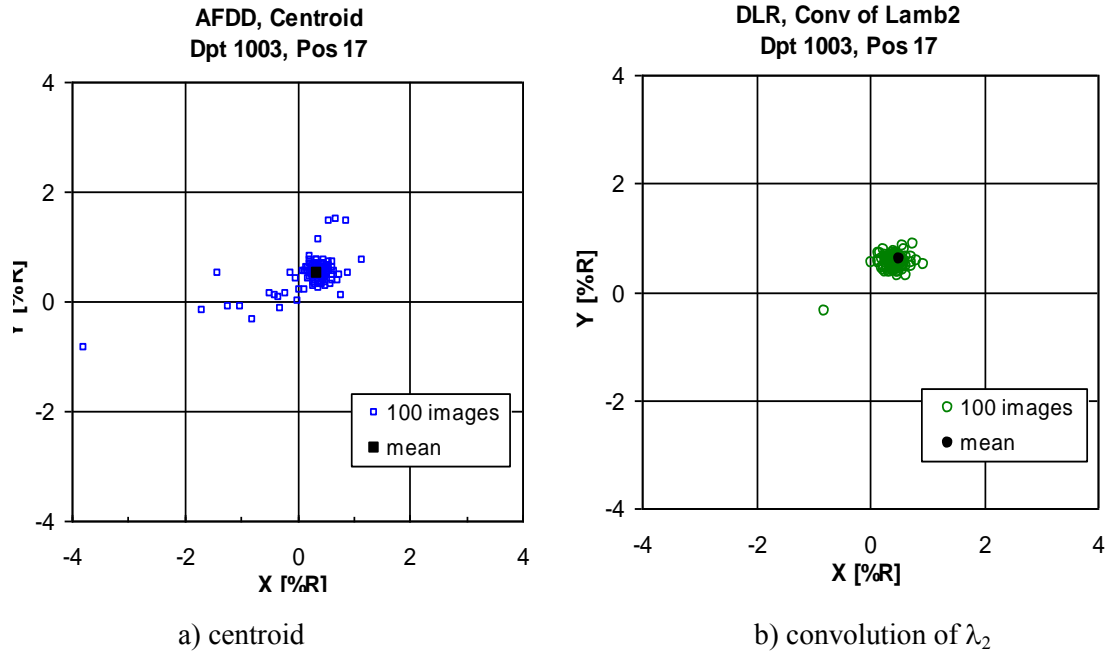 AFDD, Centroid
Dpt 1003, Pos 17
4
2
0
-2
-4
-4
-2
0
2
4
Y [%R]
X [%R]
100 images
mean
a) centroid
DLR, Conv of Lamb2
Dpt 1003, Pos 17
4
2
0
-2
-4
-4
-2
0
2
4
Y [%R]
X [%R]
100 images
mean
b) convolution of λ₂